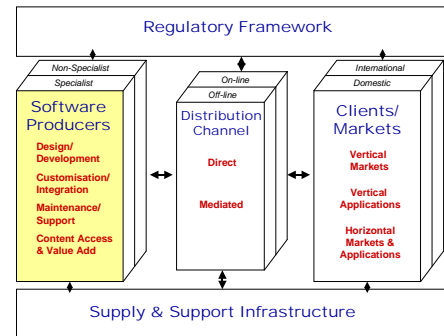 Regulatory Framework
Non-Specialist
Specialist
Software
Producers
Design/
Development
Customisation/
Integration
Maintenance/
Support
Content Access
& Value Add
On-line
Off-line
Distribution
Channel
Direct
Mediated
International
Domestic
Clients/
Markets
Vertical
Markets
Vertical
Applications
Horizontal
Markets &
Applications
Supply & Support Infrastructure